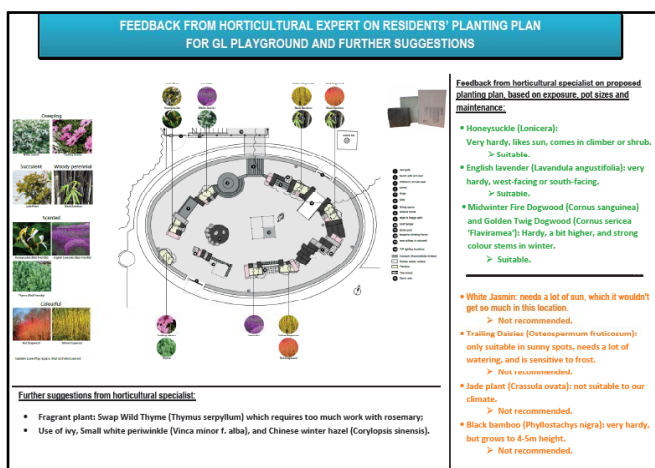 FEEDBACK FROM HORTICULTURAL EXPERT ON RESIDENTS' PLANTING PLAN
FOR GL PLAYGROUND AND FURTHER SUGGESTIONS
Creeping
Succulent
Woody perennial
Scented
Colourful
Feedback from horticultural specialist on proposed
planting plan, based on exposure, pot sizes and
maintenance:
• Honeysuckle (Lonicera):
Very hardy, likes sun, comes in climber or shrub.
➢ Suitable.
• English lavender (Lavandula angustifolia): very
hardy, west-facing or south-facing.
➢ Suitable.
• Midwinter Fire Dogwood (Cornus sanguinea)
and Golden Twig Dogwood (Cornus sericea
'Flaviramea'): Hardy, a bit higher, and strong
colour stems in winter.
➢ Suitable.
• White Jasmin: needs a lot of sun, which it wouldn't
get so much in this location.
➢ Not recommended.
• Trailing Daisies (Osteospermum fruticosum):
only suitable in sunny spots, needs a lot of
watering, and is sensitive to frost.
➢ Not recommended.
• Jade plant (Crassula ovata): not suitable to our
climate.
➢ Not recommended.
• Black bamboo (Phyllostachys nigra): very hardy,
but grows to 4-5m height.
➢ Not recommended.
Further suggestions from horticultural specialist:
• Fragrant plant: Swap Wild Thyme (Thymus serpyllum) which requires too much work with rosemary;
• Use of ivy, Small white periwinkle (Vinca minor f. alba), and Chinese winter hazel (Corylopsis sinensis).